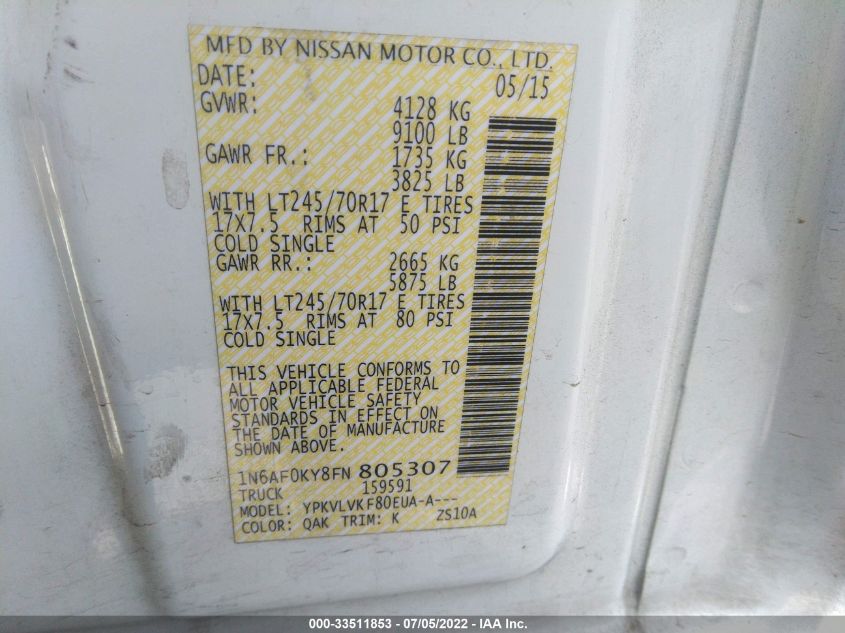 MFD BY NISSAN MOTOR CO., LTD.
DATE: 05/15
GVWR: 4128 KG
9100 LB
GAWR FR.: 1735 KG
3825 LB
WITH LT245/70R17 E TIRES
17X7.5 RIMS AT 50 PSI
COLD SINGLE
GAWR RR.: 2665 KG
5875 LB
WITH LT245/70R17 E TIRES
17X7.5 RIMS AT 80 PSI
COLD SINGLE
THIS VEHICLE CONFORMS TO
ALL APPLICABLE FEDERAL
MOTOR VEHICLE SAFETY
STANDARDS IN EFFECT ON
THE DATE OF MANUFACTURE
SHOWN ABOVE.
1N6AF0KY8FN 805307
TRUCK 159591
MODEL: YPKVLVKF80EUA-A---
COLOR: QAK TRIM: K ZS10A
000-33511853 - 07/05/2022 - IAA Inc.